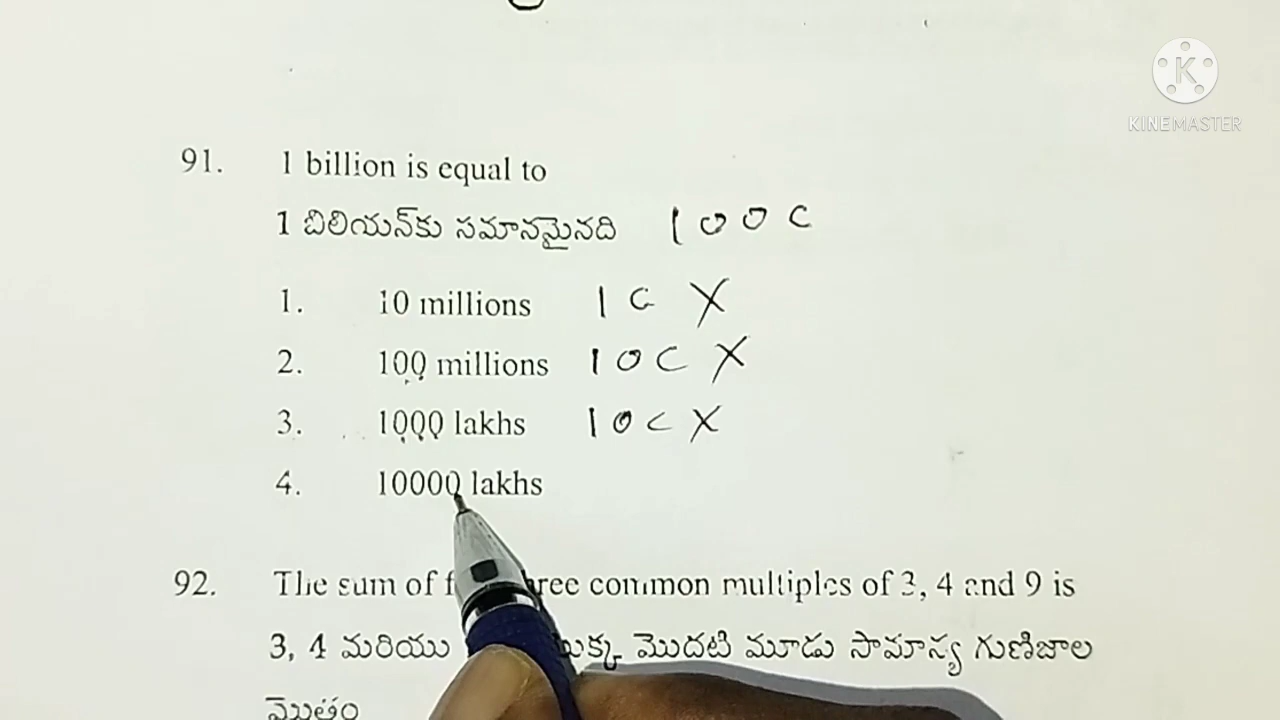 KINEMASTER
91. 1 billion is equal to
1 బిలియన్‌కు సమానమైనది 100 C
1. 10 millions 1 C X
2. 100 millions 10 C X
3. 1000 lakhs 10 C X
4. 10000 lakhs
92. The sum of common multiples of 3, 4 and 9 is
3, 4 మరియు మొదటి మూడు సామాన్య గుణిజాల
మొత్తం